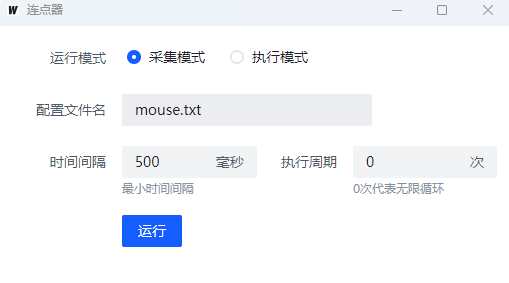 W 连点器
运行模式 采集模式 执行模式
配置文件名 mouse.txt
时间间隔 500 毫秒 执行周期 0 次
最小时间间隔 0次代表无限循环
运行